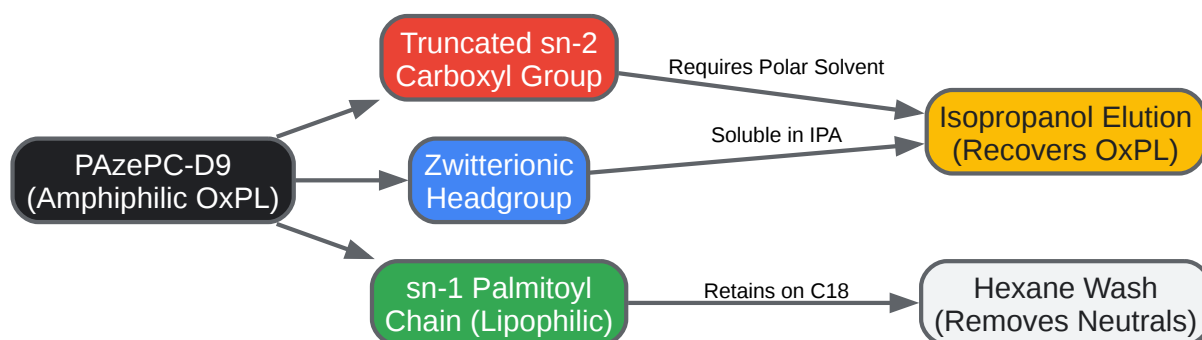 Truncated sn-2
Carboxyl Group
Requires Polar Solvent
Isopropanol Elution
(Recovers OxPL)
PAzePC-D9
(Amphiphilic OxPL)
Zwitterionic
Headgroup
Soluble in IPA
sn-1 Palmitoyl
Chain (Lipophilic)
Retains on C18
Hexane Wash
(Removes Neutrals)